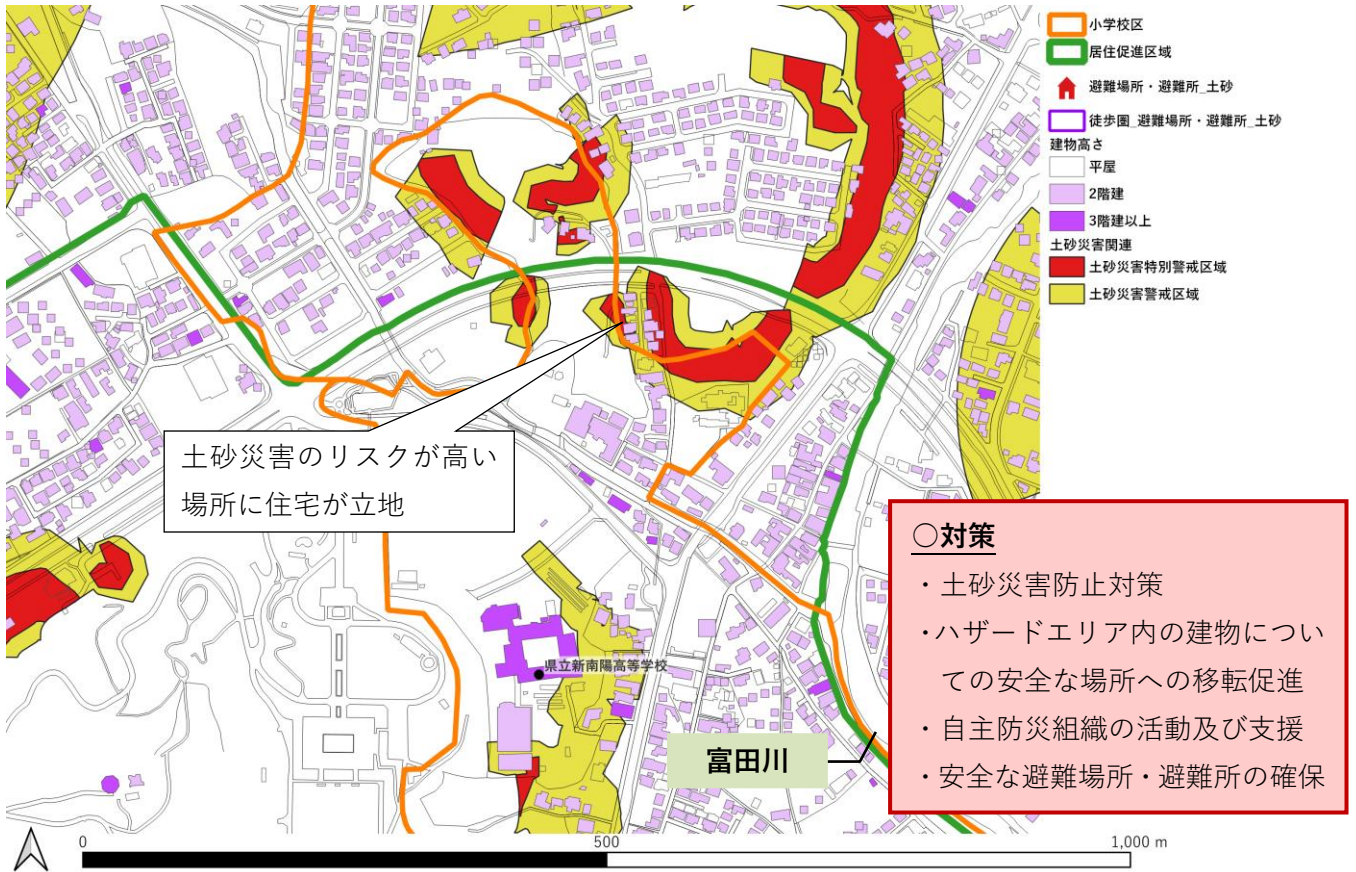 小学校区
居住促進区域
避難場所・避難所_土砂
徒歩圏_避難場所・避難所_土砂
建物高さ
平屋
2階建
3階建以上
土砂災害関連
土砂災害特別警戒区域
土砂災害警戒区域
土砂災害のリスクが高い
場所に住宅が立地
県立新南陽高等学校
富田川
○対策
・土砂災害防止対策
・ハザードエリア内の建物につい
ての安全な場所への移転促進
・自主防災組織の活動及び支援
・安全な避難場所・避難所の確保
0
500
1,000 m